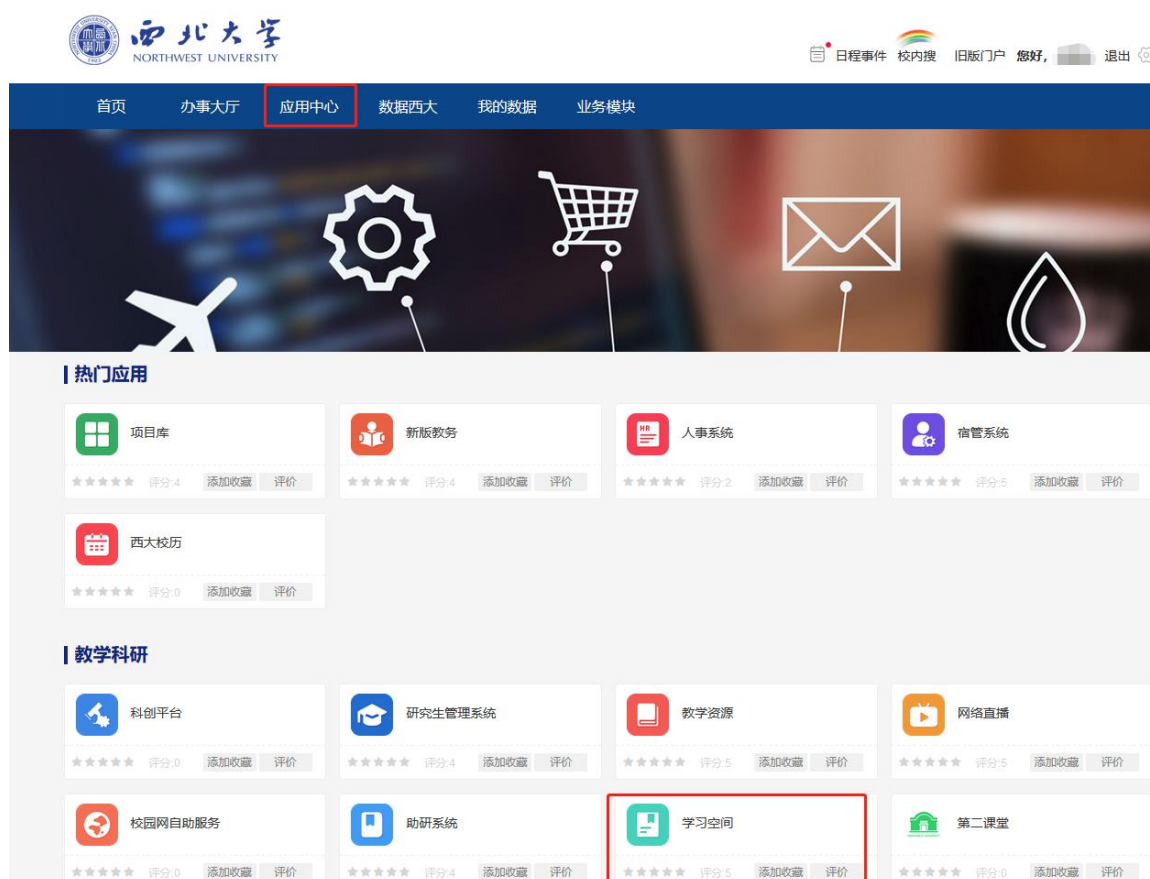 西北大学
NORTHWEST UNIVERSITY
日程事件 校内搜 旧版门户 您好, 退出
首页 办事大厅 应用中心 数据西大 我的数据 业务模块
热门应用
项目库 新版教务 人事系统 宿管系统
评分:4 添加收藏 评价 评分:4 添加收藏 评价 评分:2 添加收藏 评价 评分:5 添加收藏 评价
西大校历
评分:0 添加收藏 评价
教学科研
科创平台 研究生管理系统 教学资源 网络直播
评分:0 添加收藏 评价 评分:4 添加收藏 评价 评分:5 添加收藏 评价 评分:5 添加收藏 评价
校园网自助服务 助研系统 学习空间 第二课堂
评分:0 添加收藏 评价 评分:4 添加收藏 评价 评分:5 添加收藏 评价 评分:0 添加收藏 评价